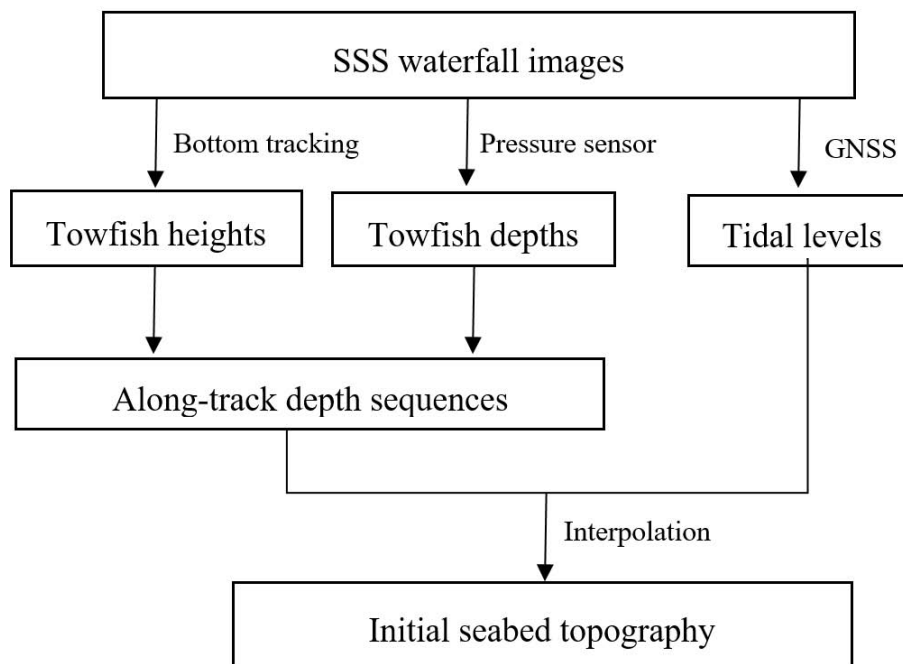 SSS waterfall images
Bottom tracking
Pressure sensor
GNSS
Towfish heights
Towfish depths
Tidal levels
Along-track depth sequences
Interpolation
Initial seabed topography